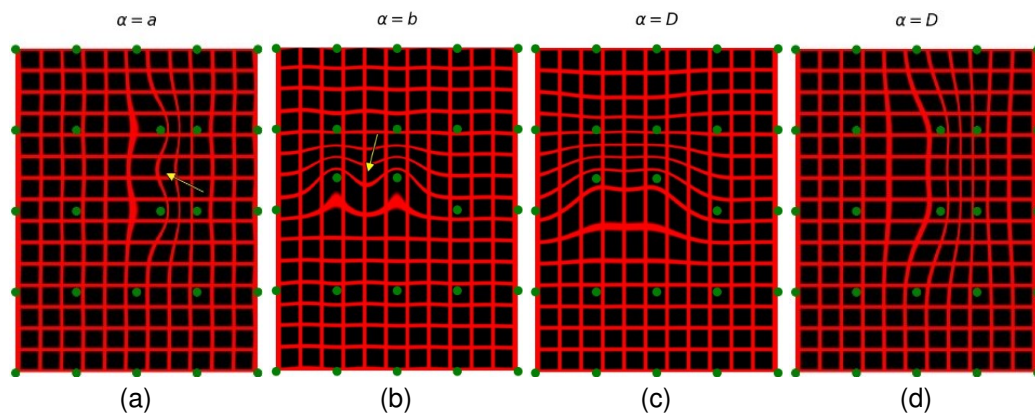 α = a
α = b
α = D
α = D
(a)
(b)
(c)
(d)